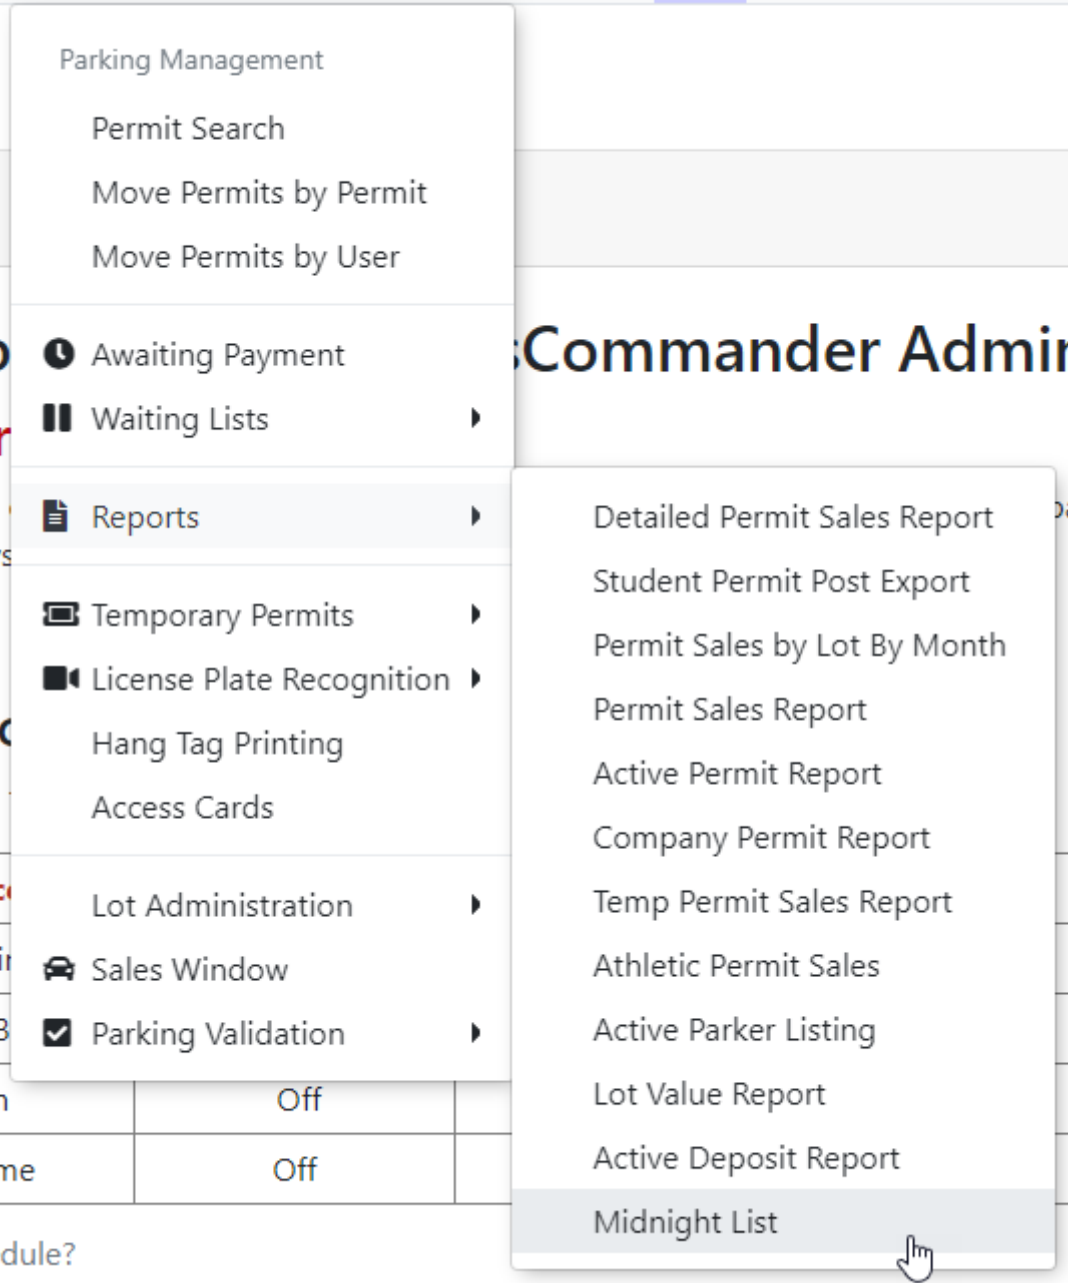 Parking Management
Permit Search
Move Permits by Permit
Move Permits by User
Awaiting Payment
Commander Admin
Waiting Lists
Reports
Temporary Permits
License Plate Recognition
Hang Tag Printing
Access Cards
Lot Administration
Sales Window
Parking Validation
Detailed Permit Sales Report
Student Permit Post Export
Permit Sales by Lot By Month
Permit Sales Report
Active Permit Report
Company Permit Report
Temp Permit Sales Report
Athletic Permit Sales
Active Parker Listing
Lot Value Report
Active Deposit Report
Midnight List
Off
me Off
dule?